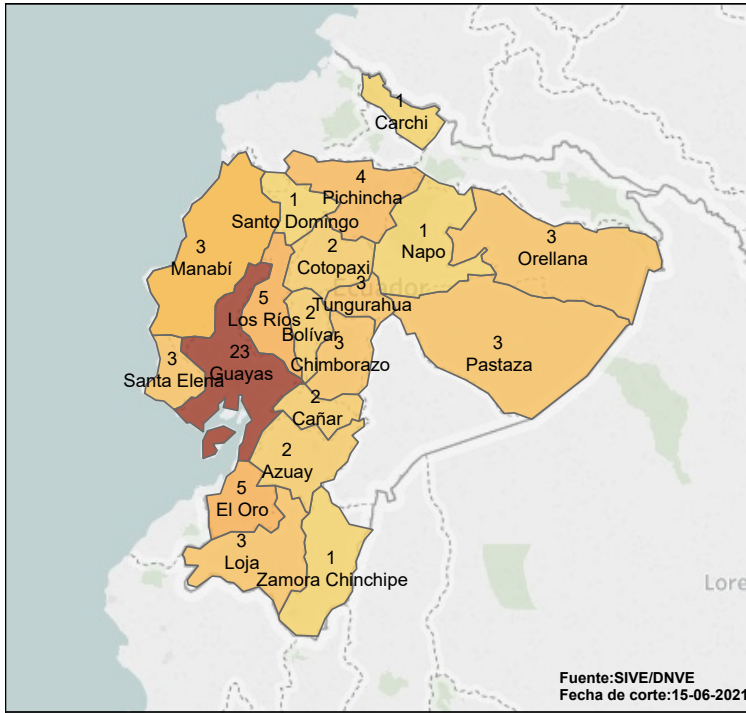 1
Carchi
4
Pichincha
1
Santo Domingo
1
Napo
3
Orellana
3
Manabí
2
Cotopaxi
Ecuador
3
Tungurahua
5
Los Ríos
2
Bolívar
3
Chimborazo
3
Pastaza
3
Santa Elena
23
Guayas
2
Cañar
2
Azuay
5
El Oro
3
Loja
1
Zamora Chinchipe
Lore
Fuente:SIVE/DNVE
Fecha de corte:15-06-2021